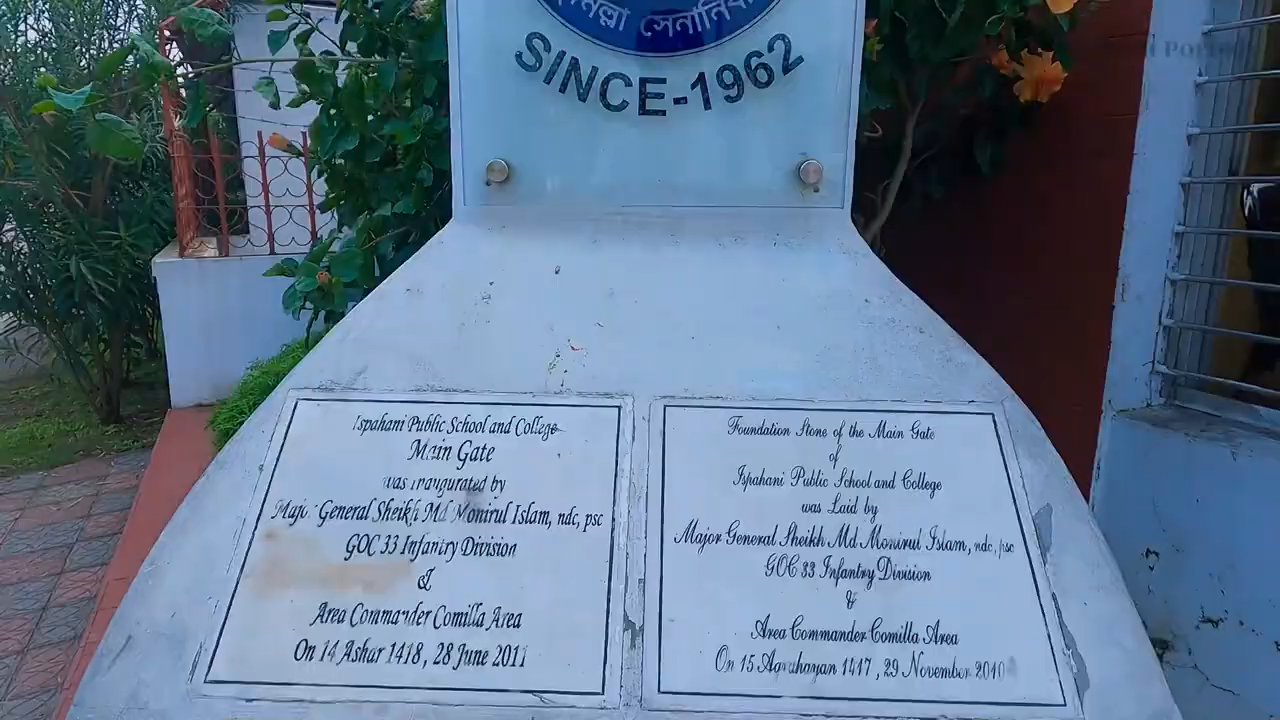 সেনানিবা
SINCE-1962
Ispahani Public School and College
Main Gate
was inaugurated by
Major General Sheikh Md Monirul Islam, ndc, psc
GOC 33 Infantry Division
&
Area Commander Comilla Area
On 14 Ashar 1418, 28 June 2011
Foundation Stone of the Main Gate
of
Ispahani Public School and College
was Laid by
Major General Sheikh Md Monirul Islam, ndc, psc
GOC 33 Infantry Division
&
Area Commander Comilla Area
On 15 Agrahayan 1417, 29 November 2010